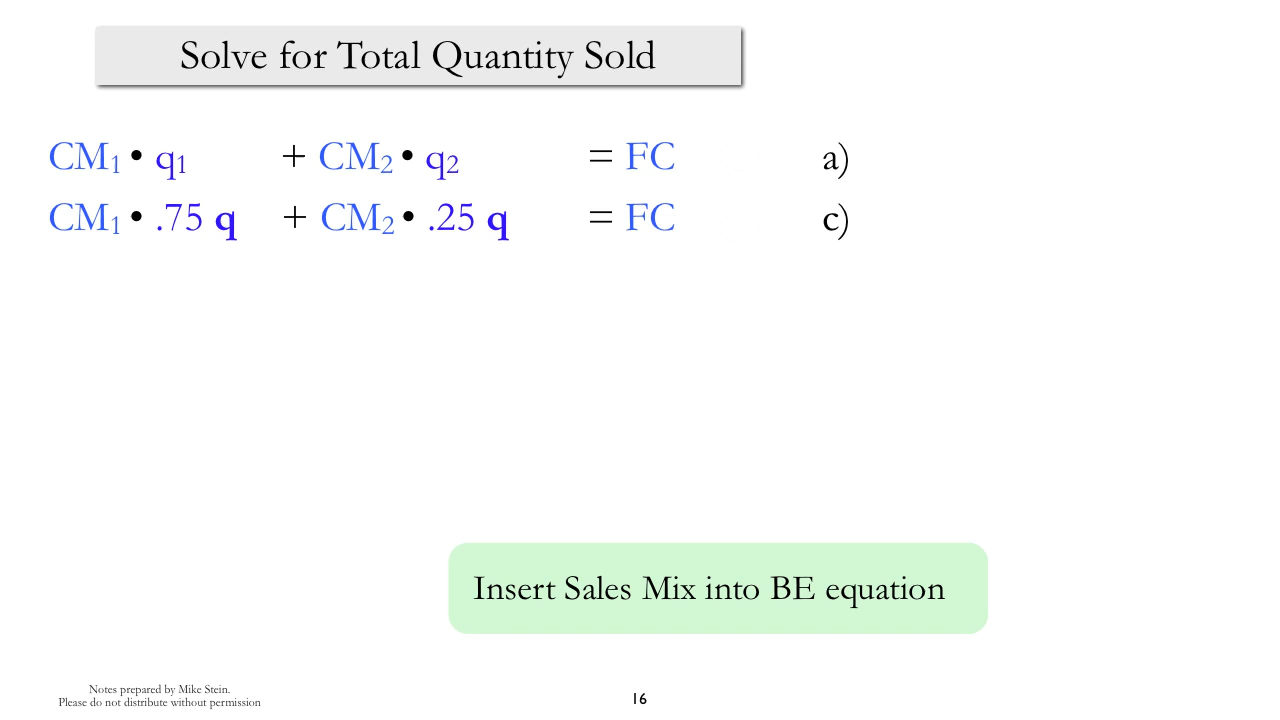 Solve for Total Quantity Sold
CM₁ • q₁ + CM₂ • q₂ = FC a)
CM₁ • .75 q + CM₂ • .25 q = FC c)
Insert Sales Mix into BE equation
Notes prepared by Mike Stein.
Please do not distribute without permission
16